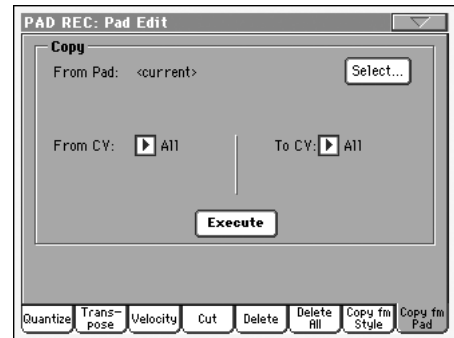 PAD REC: Pad Edit
Copy
From Pad: <current> Select...
From CV: All To CV: All
Execute
Quantize Trans-pose Velocity Cut Delete Delete All Copy fm Style Copy fm Pad